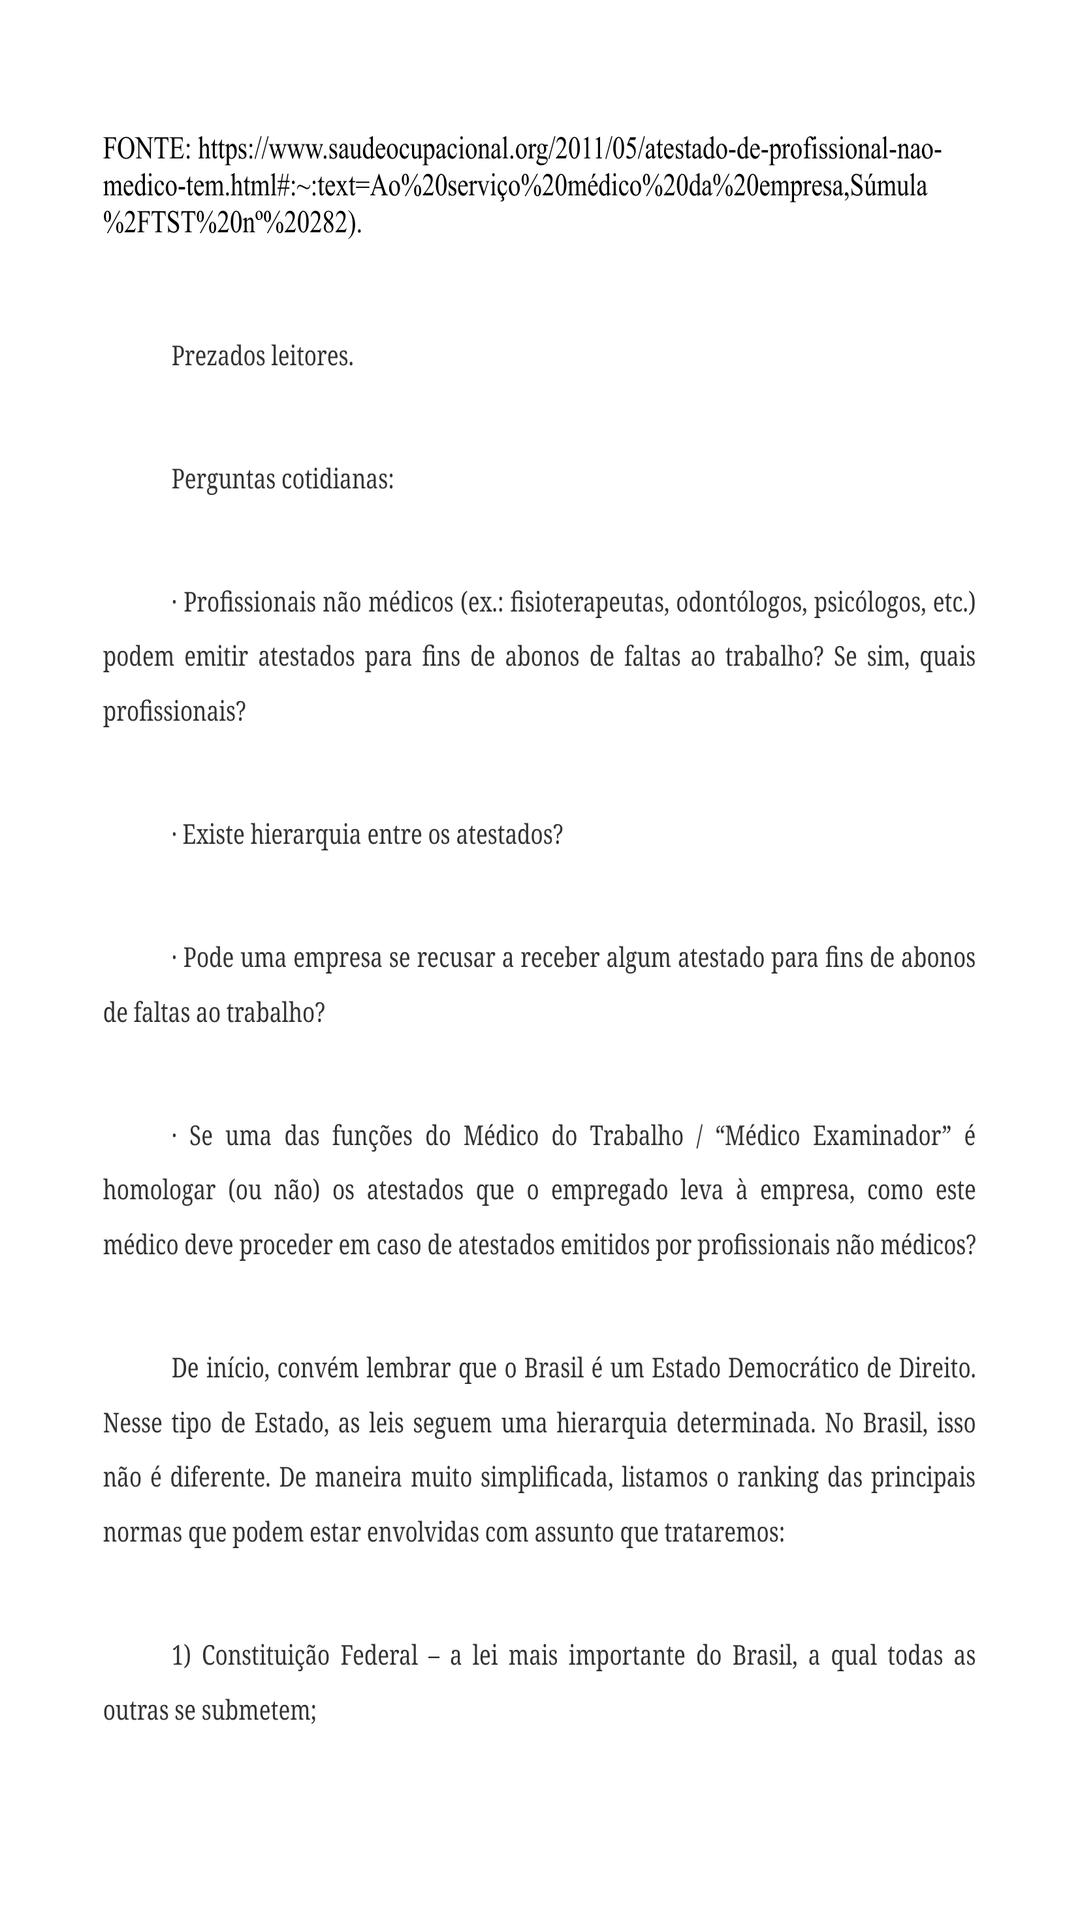 FONTE: https://www.saudeocupacional.org/2011/05/atestado-de-profissional-nao-
medico-tem.html#:~:text=Ao%20serviço%20médico%20da%20empresa,Súmula
%2FTST%20nº%20282).
Prezados leitores.
Perguntas cotidianas:
· Profissionais não médicos (ex.: fisioterapeutas, odontólogos, psicólogos, etc.)
podem emitir atestados para fins de abonos de faltas ao trabalho? Se sim, quais
profissionais?
· Existe hierarquia entre os atestados?
· Pode uma empresa se recusar a receber algum atestado para fins de abonos
de faltas ao trabalho?
· Se uma das funções do Médico do Trabalho / “Médico Examinador” é
homologar (ou não) os atestados que o empregado leva à empresa, como este
médico deve proceder em caso de atestados emitidos por profissionais não médicos?
De início, convém lembrar que o Brasil é um Estado Democrático de Direito.
Nesse tipo de Estado, as leis seguem uma hierarquia determinada. No Brasil, isso
não é diferente. De maneira muito simplificada, listamos o ranking das principais
normas que podem estar envolvidas com assunto que trataremos:
1) Constituição Federal – a lei mais importante do Brasil, a qual todas as
outras se submetem;